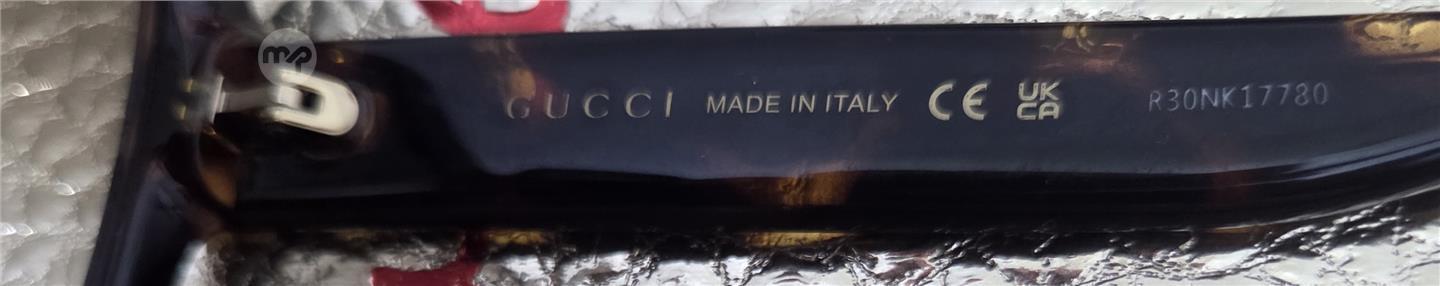 GUCCI MADE IN ITALY CE UK CA R30NK17780